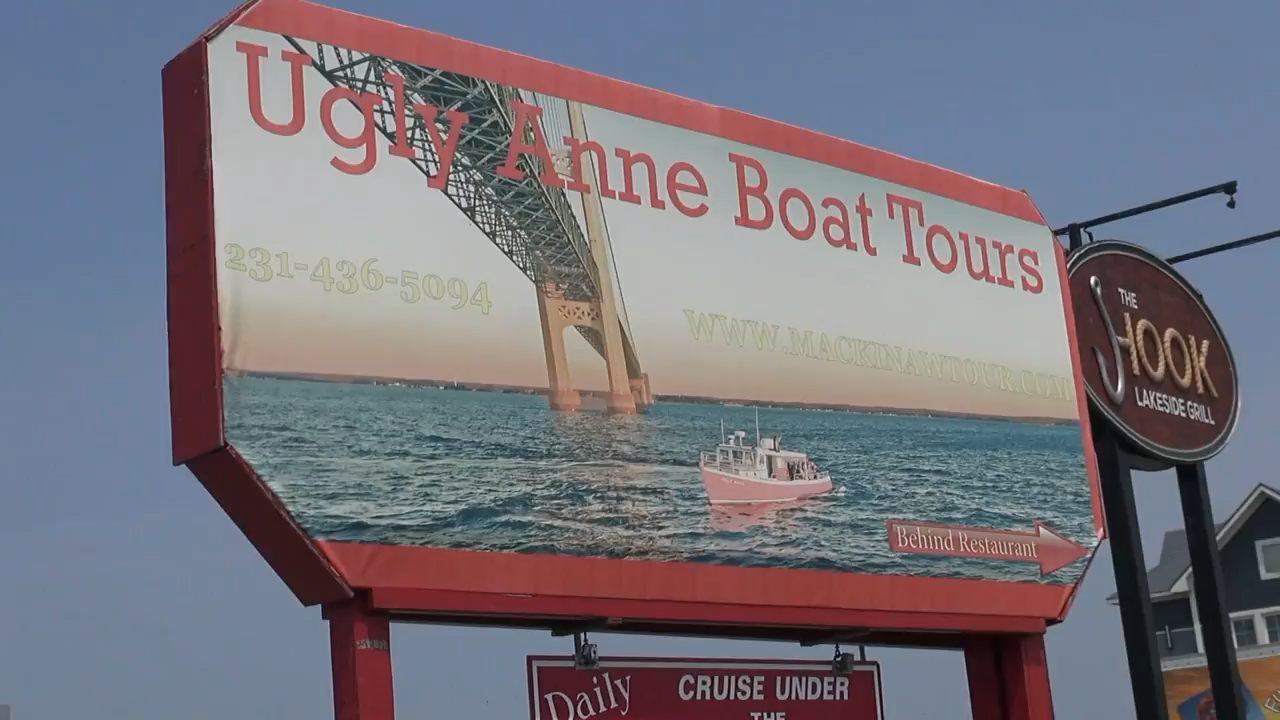 Ugly Anne Boat Tours
231-436-5094
WWW.MACKINAWTOUR.COM
Behind Restaurant
THE
HOOK
LAKESIDE GRILL
Daily
CRUISE UNDER
THE